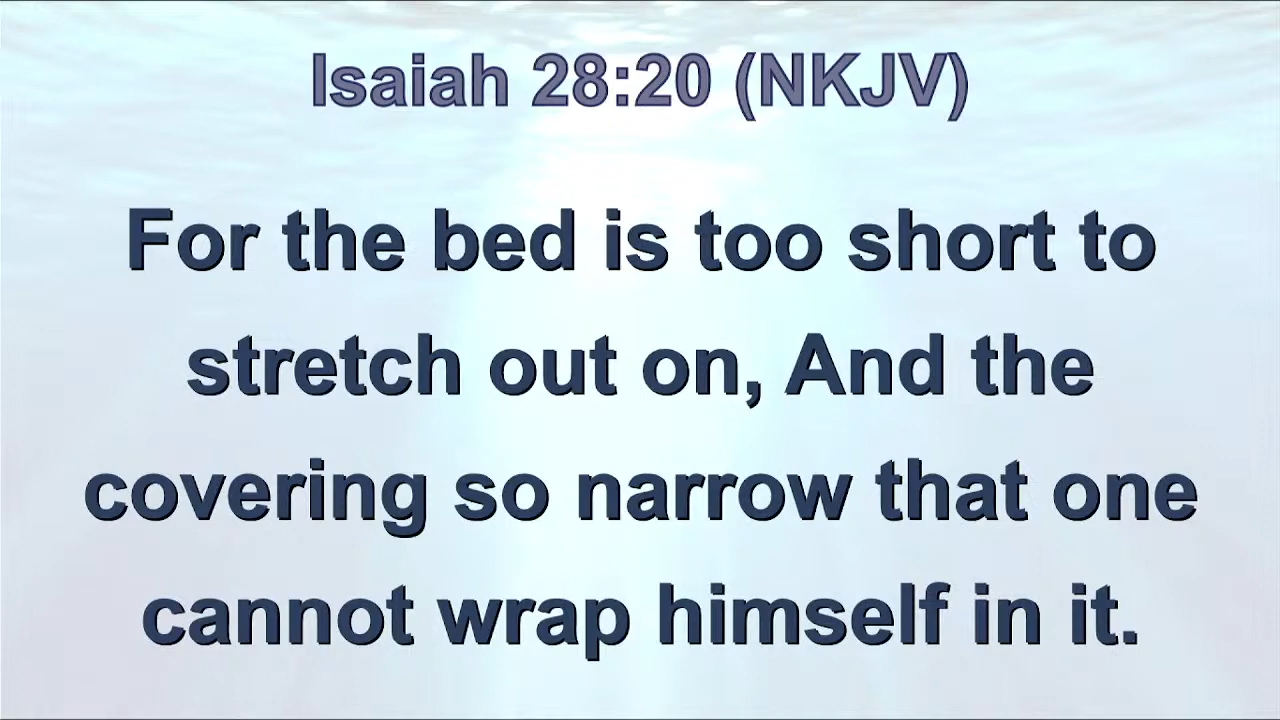 Isaiah 28:20 (NKJV)
For the bed is too short to
stretch out on, And the
covering so narrow that one
cannot wrap himself in it.